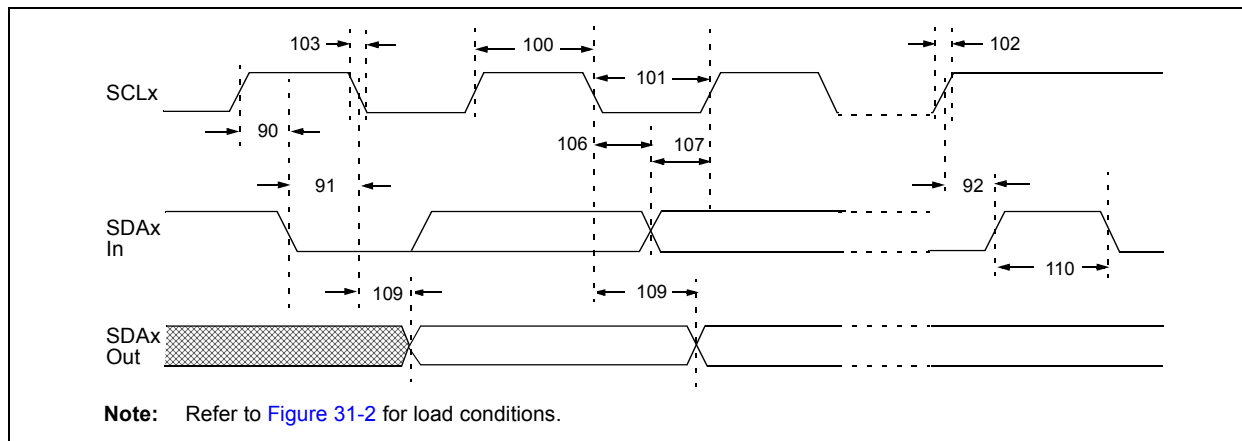 103
100
102
101
SCLx
90
106
107
91
92
SDAx
In
110
109
109
SDAx
Out
Note: Refer to Figure 31-2 for load conditions.